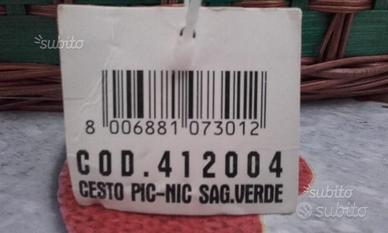 subito
8 006881 073012
COD.412004
CESTO PIC-NIC SAG.VERDE
subito
subito